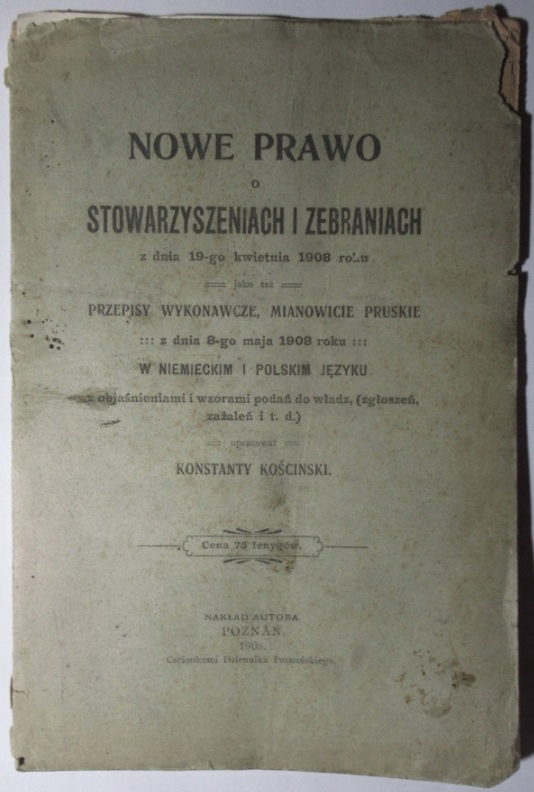 NOWE PRAWO
O
STOWARZYSZENIACH I ZEBRANIACH
z dnia 19-go kwietnia 1908 roku
jako też
PRZEPISY WYKONAWCZE, MIANOWICIE PRUSKIE
::: z dnia 8-go maja 1908 roku :::
W NIEMIECKIM I POLSKIM JĘZYKU
z objaśnieniami i wzorami podań do władz, (zgłoszeń,
zażaleń i t. d.)
opracował
KONSTANTY KOŚCINSKI.
Cena 75 fenygów.
NAKŁAD AUTORA
POZNAŃ.
1908.
Czcionkami Dziennika Poznańskiego.